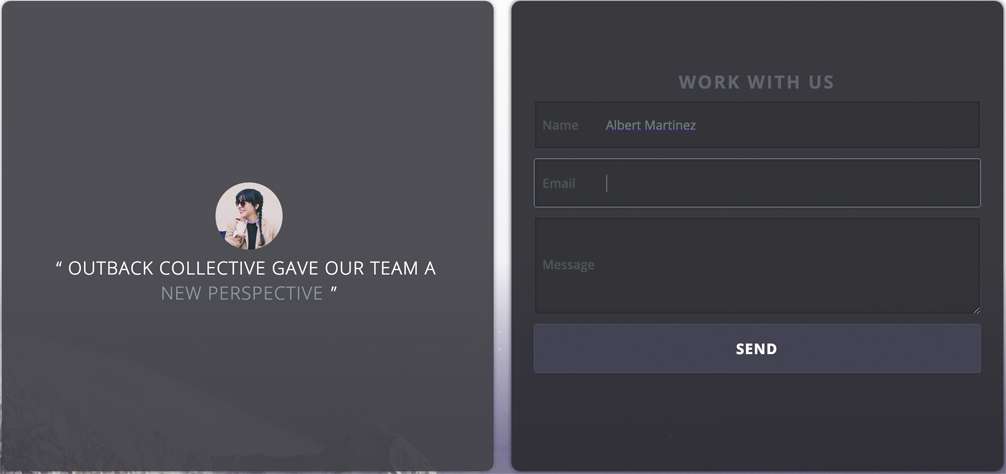 “ OUTBACK COLLECTIVE GAVE OUR TEAM A
NEW PERSPECTIVE ”
WORK WITH US
Name Albert Martinez
Email
Message
SEND